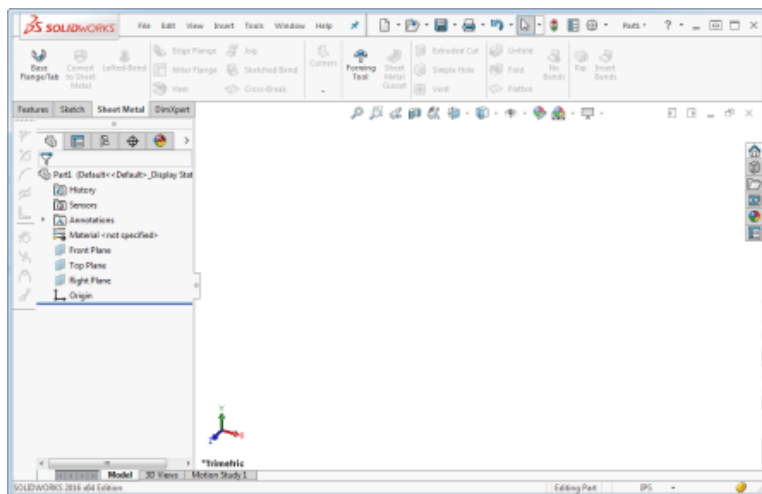 SOLIDWORKS File Edit View Insert Tools Window Help Part1 * ?
Base Flange/Tab
Convert to Sheet Metal
Lofted-Bend
Edge Flange
Miter Flange
Hem
Jog
Sketched Bend
Cross-Break
Corners
Forming Tool
Sheet Metal Gusset
Extruded Cut
Simple Hole
Vent
Unfold
Fold
Flatten
No Bends
Rip
Insert Bends
Features Sketch Sheet Metal DimXpert
Part1 (Default<<Default>_Display Stat
History
Sensors
Annotations
Material <not specified>
Front Plane
Top Plane
Right Plane
Origin
*Trimetric
Model 3D Views Motion Study 1
SOLIDWORKS 2016 x64 Edition Editing Part IPS